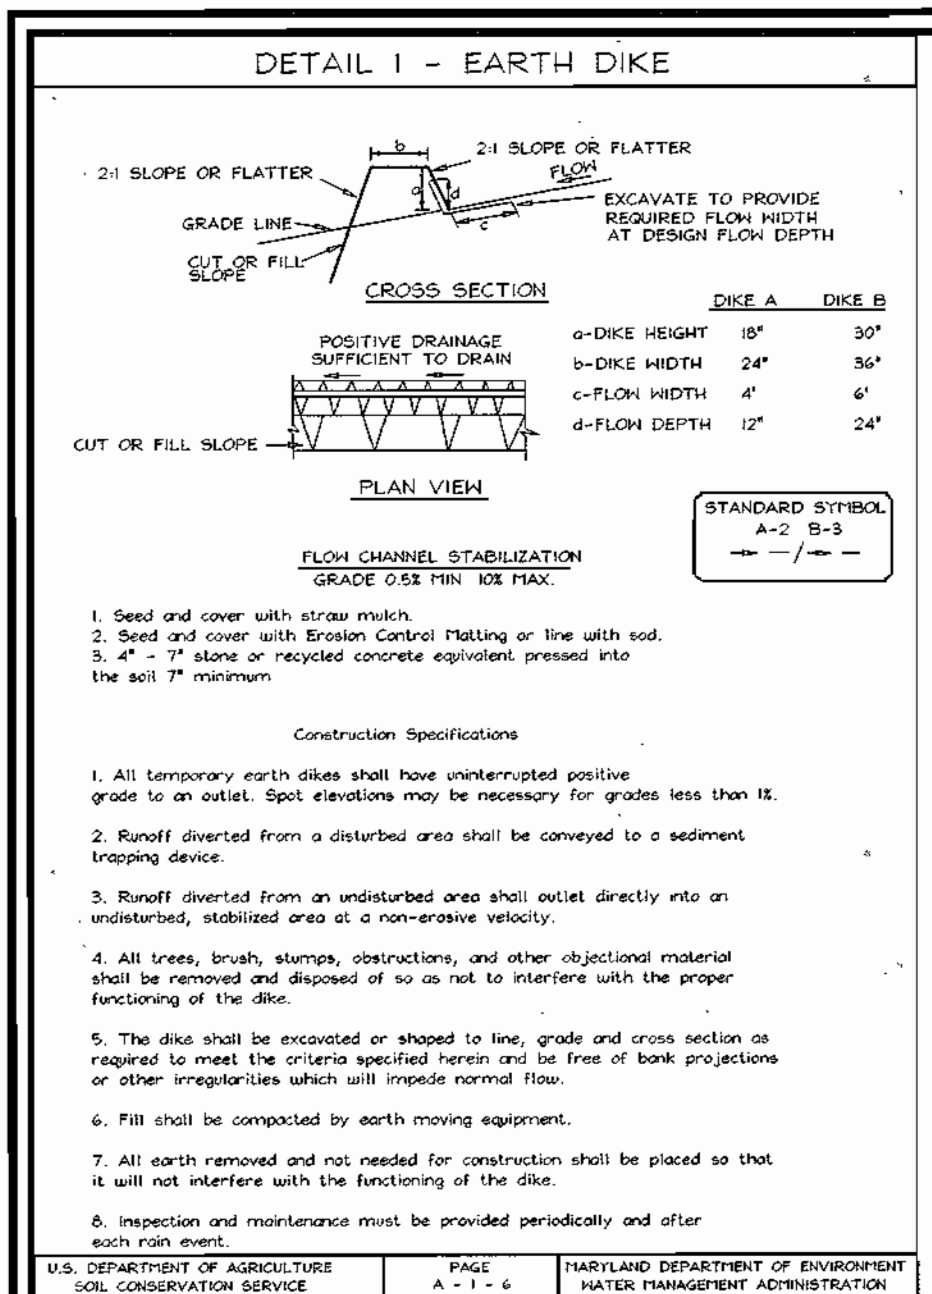 DETAIL 1 - EARTH DIKE
b
2:1 SLOPE OR FLATTER
2:1 SLOPE OR FLATTER
FLOW
a
d
c
EXCAVATE TO PROVIDE
REQUIRED FLOW WIDTH
AT DESIGN FLOW DEPTH
GRADE LINE
CUT OR FILL
SLOPE
CROSS SECTION
DIKE A DIKE B
a-DIKE HEIGHT 18" 30"
b-DIKE WIDTH 24" 36"
c-FLOW WIDTH 4' 6'
d-FLOW DEPTH 12" 24"
POSITIVE DRAINAGE
SUFFICIENT TO DRAIN
CUT OR FILL SLOPE
PLAN VIEW
STANDARD SYMBOL
A-2 B-3
/
FLOW CHANNEL STABILIZATION
GRADE 0.5% MIN 10% MAX.
1. Seed and cover with straw mulch.
2. Seed and cover with Erosion Control Matting or line with sod.
3. 4" - 7" stone or recycled concrete equivalent pressed into
the soil 7" minimum
Construction Specifications
1. All temporary earth dikes shall have uninterrupted positive
grade to an outlet. Spot elevations may be necessary for grades less than 1%.
2. Runoff diverted from a disturbed area shall be conveyed to a sediment
trapping device.
3. Runoff diverted from an undisturbed area shall outlet directly into an
undisturbed, stabilized area at a non-erosive velocity.
4. All trees, brush, stumps, obstructions, and other objectional material
shall be removed and disposed of so as not to interfere with the proper
functioning of the dike.
5. The dike shall be excavated or shaped to line, grade and cross section as
required to meet the criteria specified herein and be free of bank projections
or other irregularities which will impede normal flow.
6. Fill shall be compacted by earth moving equipment.
7. All earth removed and not needed for construction shall be placed so that
it will not interfere with the functioning of the dike.
8. Inspection and maintenance must be provided periodically and after
each rain event.
U.S. DEPARTMENT OF AGRICULTURE
SOIL CONSERVATION SERVICE
PAGE
A - 1 - 6
MARYLAND DEPARTMENT OF ENVIRONMENT
WATER MANAGEMENT ADMINISTRATION